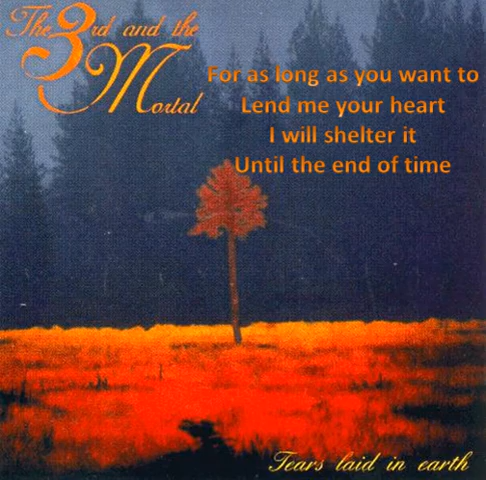 The 3rd and the
Mortal
For as long as you want to
Lend me your heart
I will shelter it
Until the end of time
Tears laid in earth